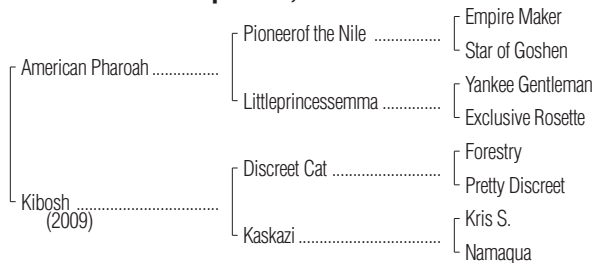 Pioneerof the Nile ................
Empire Maker
Star of Goshen
American Pharoah ................
Littleprincessemma ..............
Yankee Gentleman
Exclusive Rosette
Discreet Cat ..........................
Forestry
Pretty Discreet
Kibosh ..................................
(2009)
Kaskazi ..................................
Kris S.
Namaqua